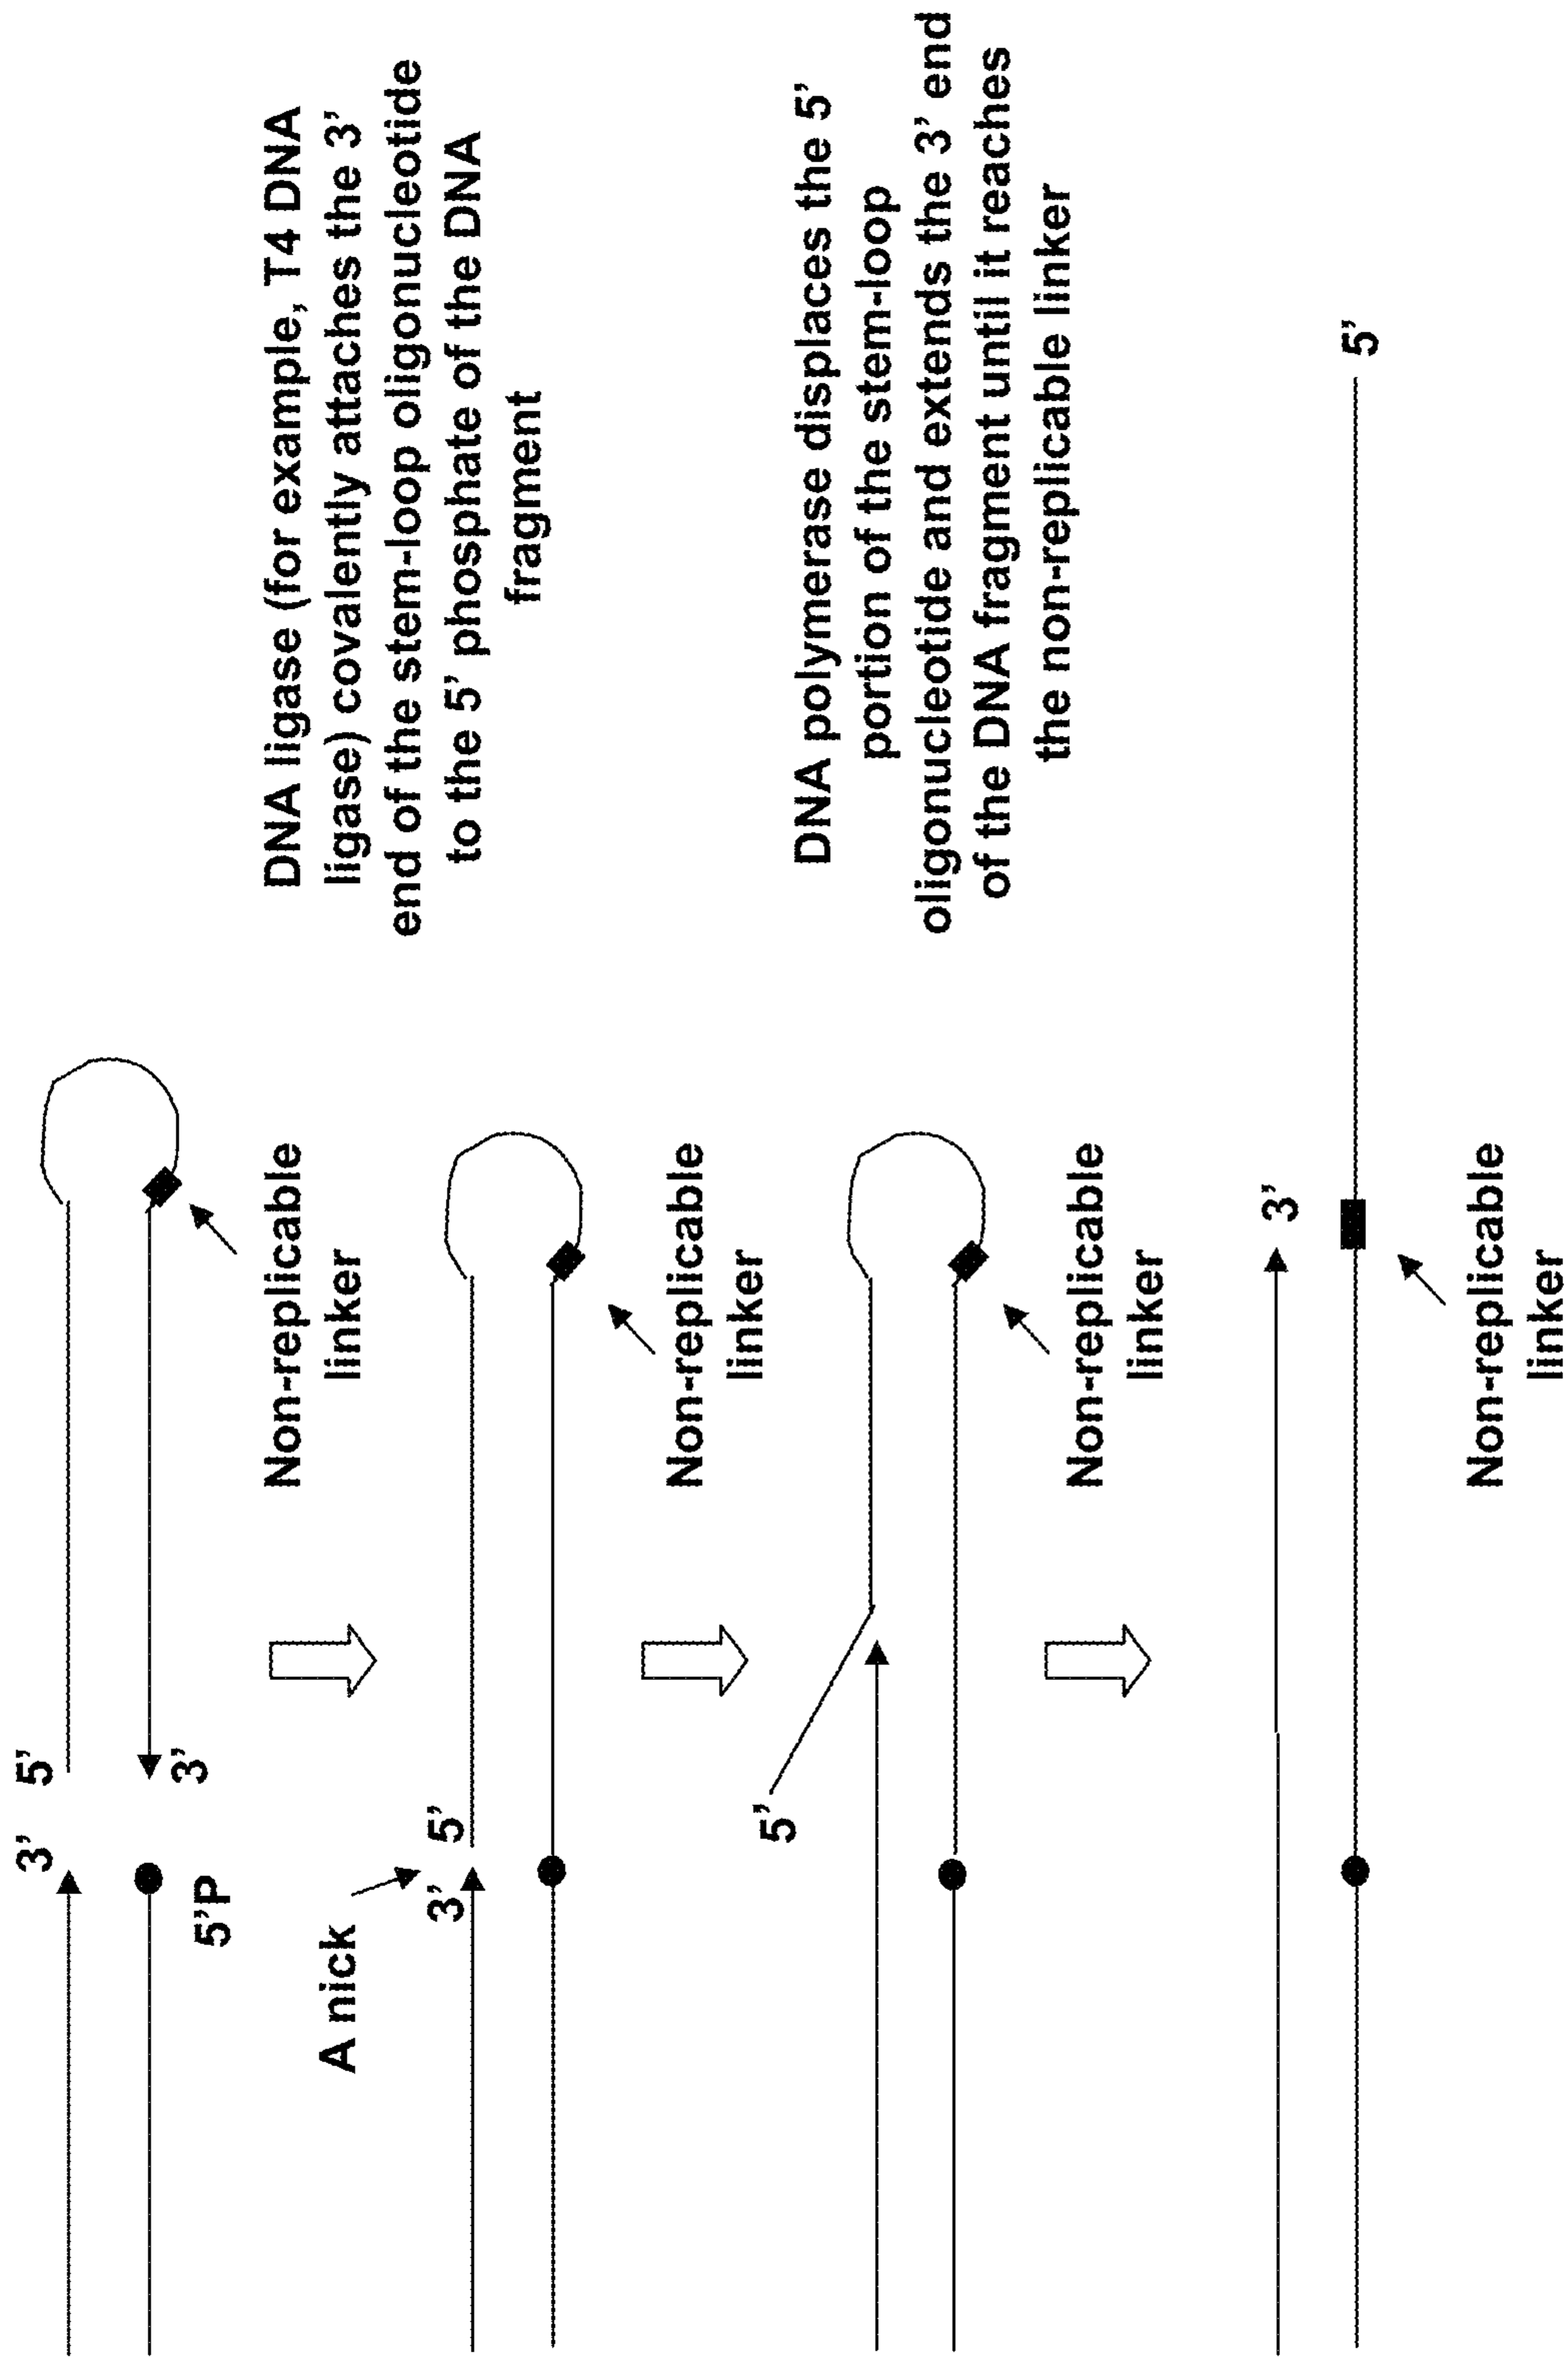 3’ 5’
5’P 3’
Non-replicable
linker
DNA ligase (for example, T4 DNA
ligase) covalently attaches the 3’
end of the stem-loop oligonucleotide
to the 5’ phosphate of the DNA
fragment
A nick
3’ 5’
Non-replicable
linker
5’
DNA polymerase displaces the 5’
portion of the stem-loop
oligonucleotide and extends the 3’ end
of the DNA fragment until it reaches
the non-replicable linker
Non-replicable
linker
3’
5’
Non-replicable
linker